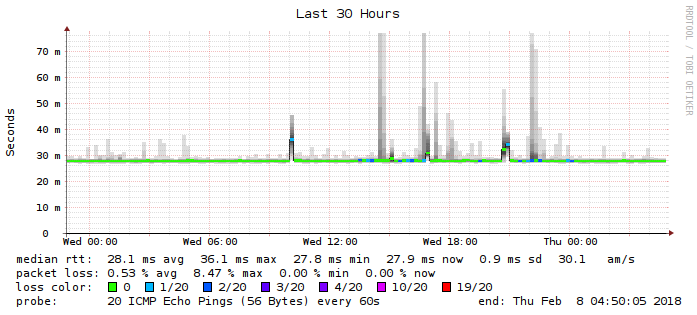 Last 30 Hours
RRDTOOL / TOBI OETIKER
Seconds
70 m
60 m
50 m
40 m
30 m
20 m
10 m
0
Wed 00:00 Wed 06:00 Wed 12:00 Wed 18:00 Thu 00:00
median rtt: 28.1 ms avg 36.1 ms max 27.8 ms min 27.9 ms now 0.9 ms sd 30.1 am/s
packet loss: 0.53 % avg 8.47 % max 0.00 % min 0.00 % now
loss color: 0 1/20 2/20 3/20 4/20 10/20 19/20
probe: 20 ICMP Echo Pings (56 Bytes) every 60s end: Thu Feb 8 04:50:05 2018